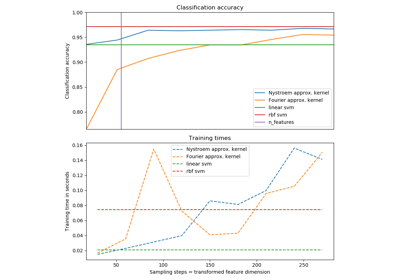 Classification accuracy
1.00
0.95
0.90
0.85
0.80
Classification accuracy
Nystroem approx. kernel
Fourier approx. kernel
linear svm
rbf svm
n_features
Training times
0.16
0.14
0.12
0.10
0.08
0.06
0.04
0.02
Training time in seconds
Nystroem approx. kernel
Fourier approx. kernel
linear svm
rbf svm
50 100 150 200 250
Sampling steps = transformed feature dimension